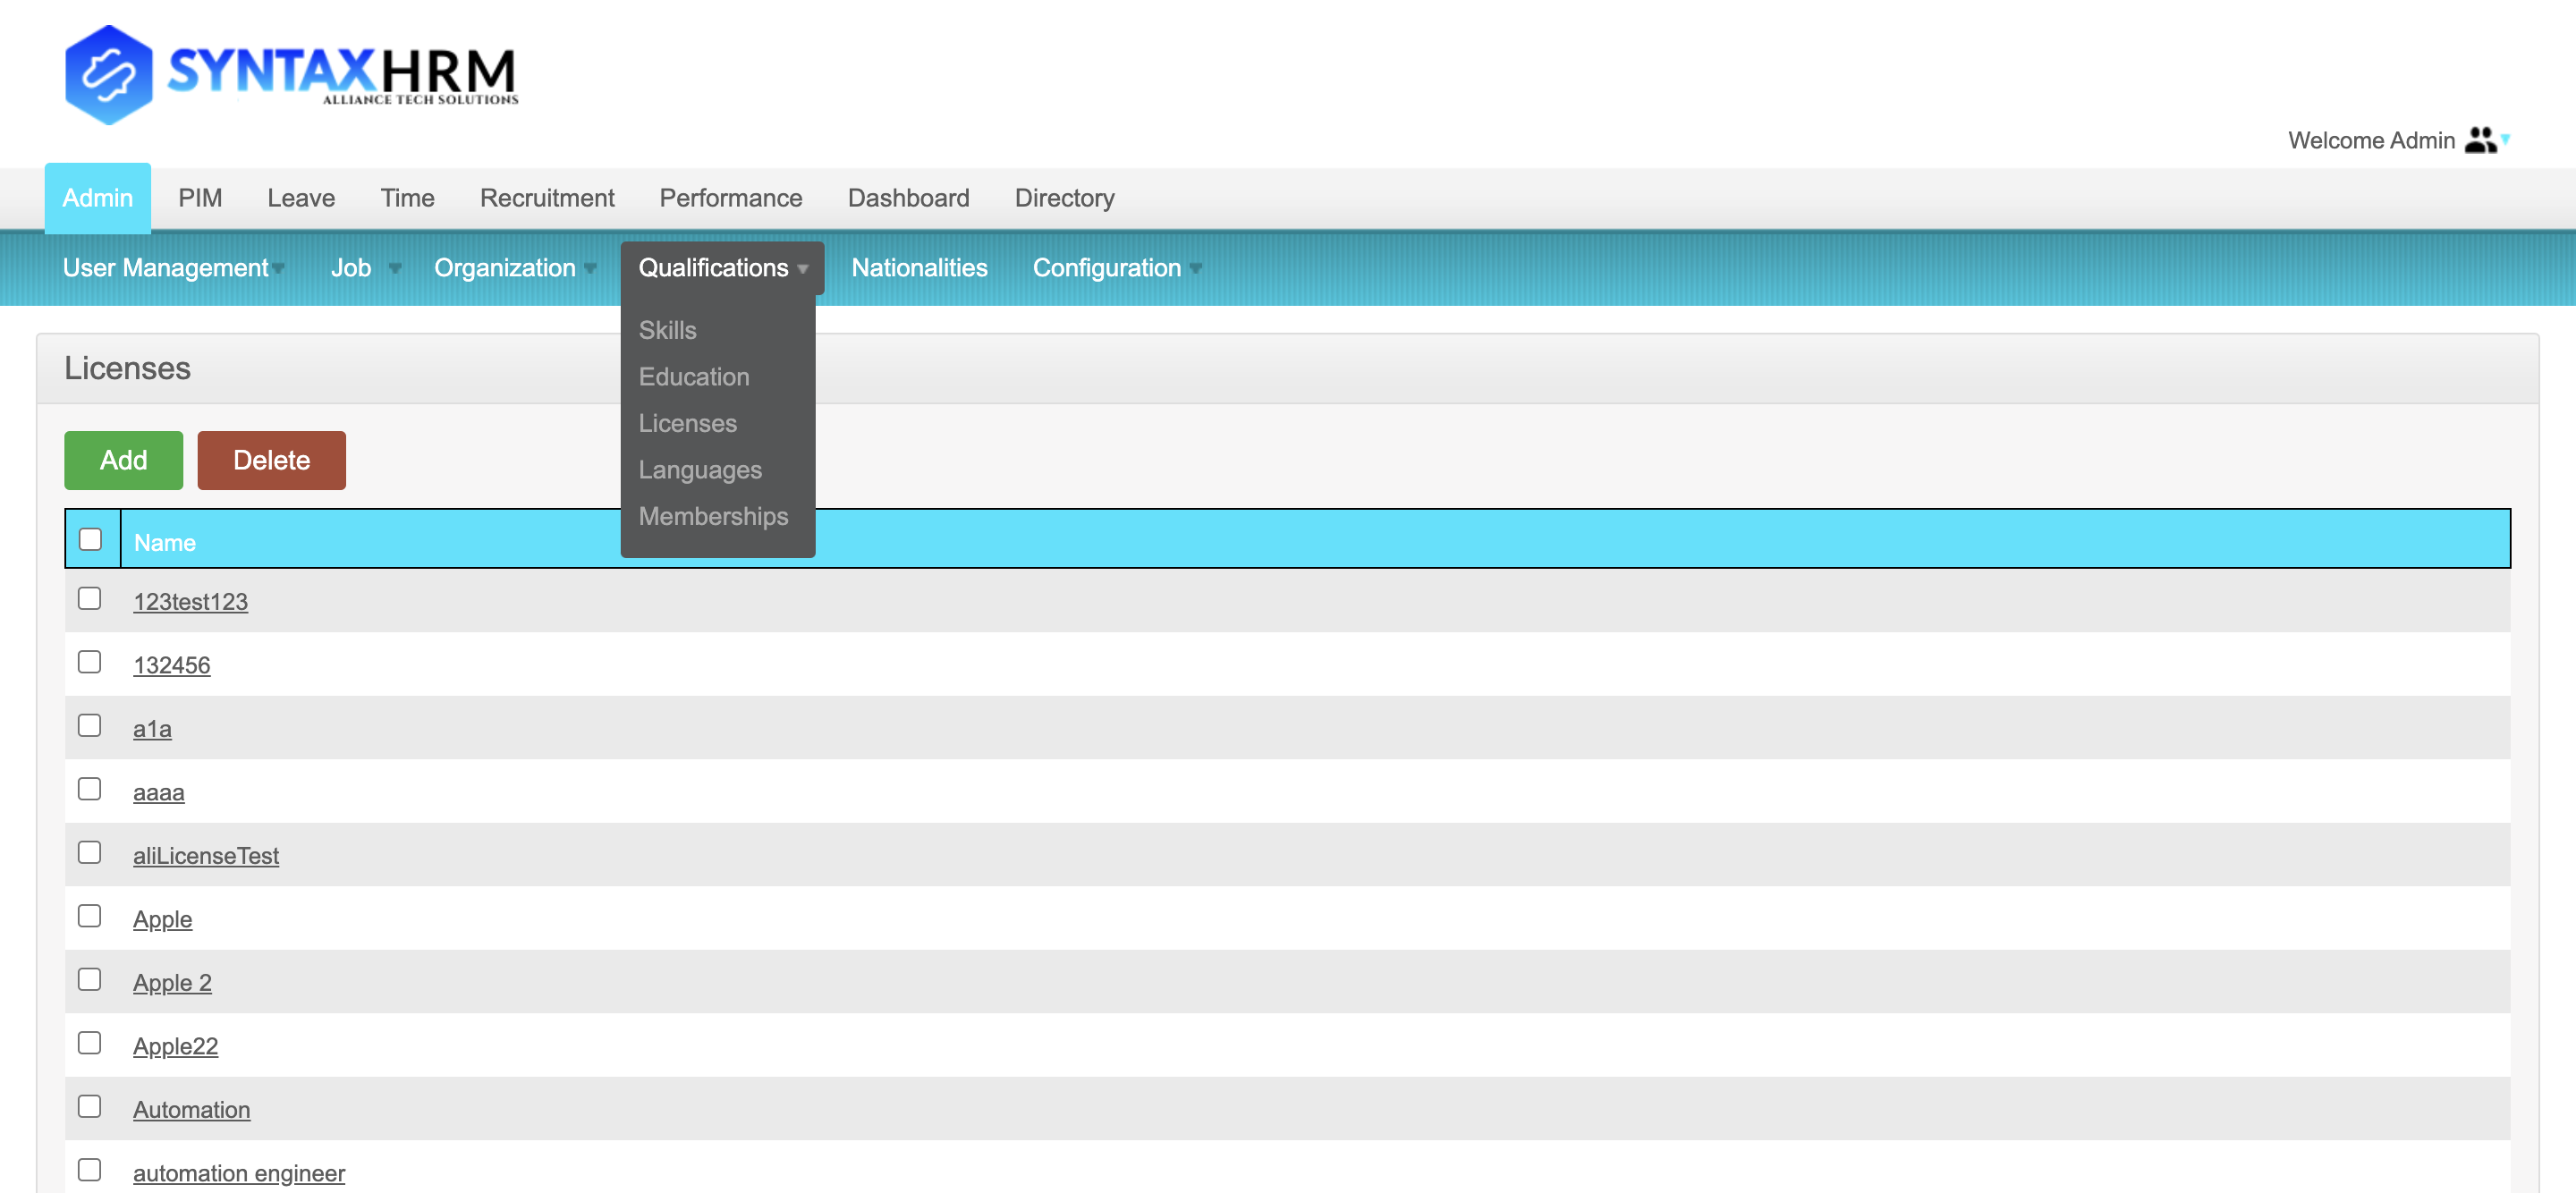 SYNTAXHRM
ALLIANCE TECH SOLUTIONS
Welcome Admin
Admin PIM Leave Time Recruitment Performance Dashboard Directory
User Management Job Organization Qualifications Nationalities Configuration
Skills
Education
Licenses
Languages
Memberships
Licenses
Add Delete
Name
123test123
132456
a1a
aaaa
aliLicenseTest
Apple
Apple 2
Apple22
Automation
automation engineer